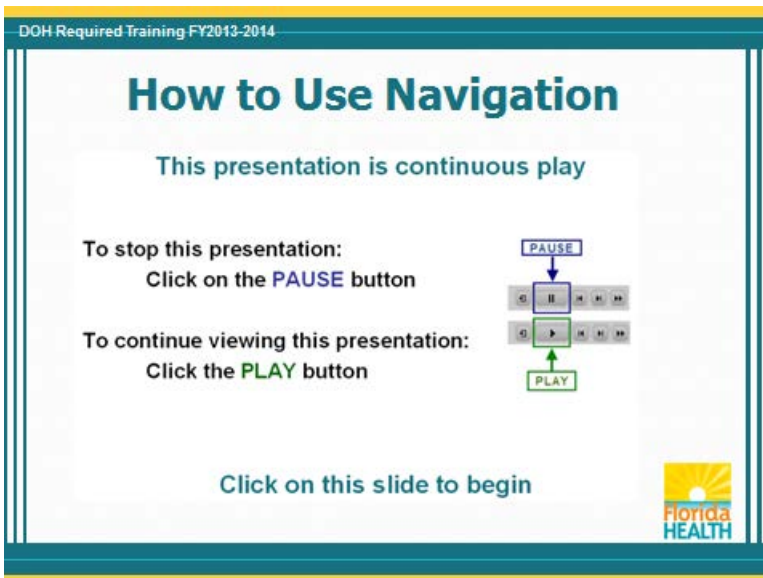 DOH Required Training FY2013-2014
How to Use Navigation
This presentation is continuous play
To stop this presentation:
Click on the PAUSE button
PAUSE
To continue viewing this presentation:
Click the PLAY button
PLAY
Click on this slide to begin
Florida
HEALTH